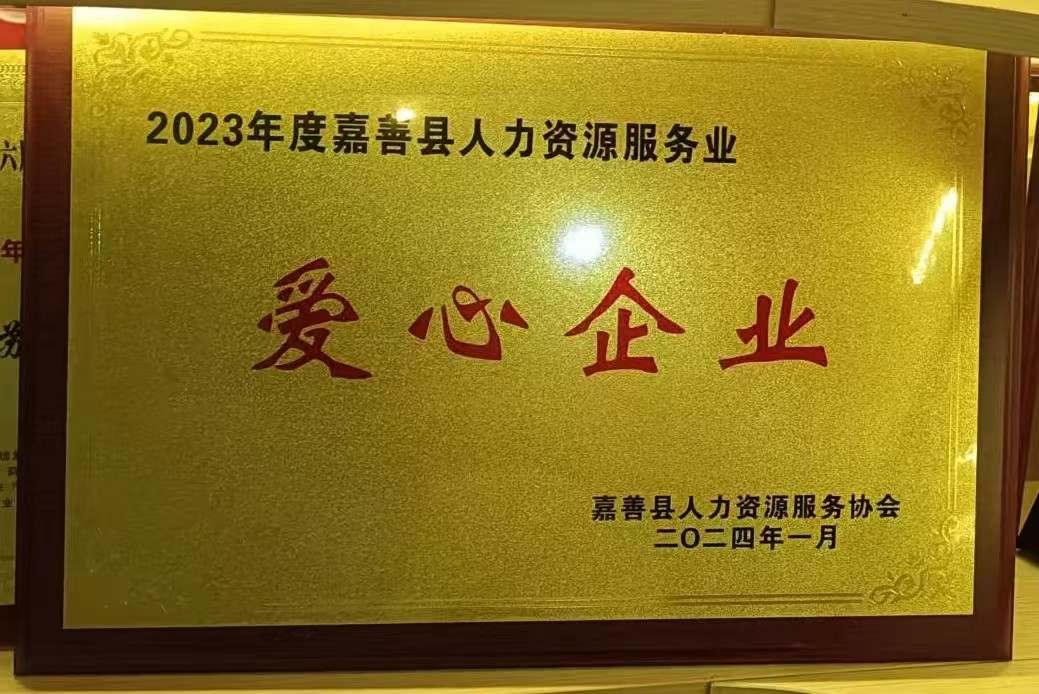 2023年度嘉善县人力资源服务业
爱心企业
嘉善县人力资源服务协会
二〇二四年一月
六
年